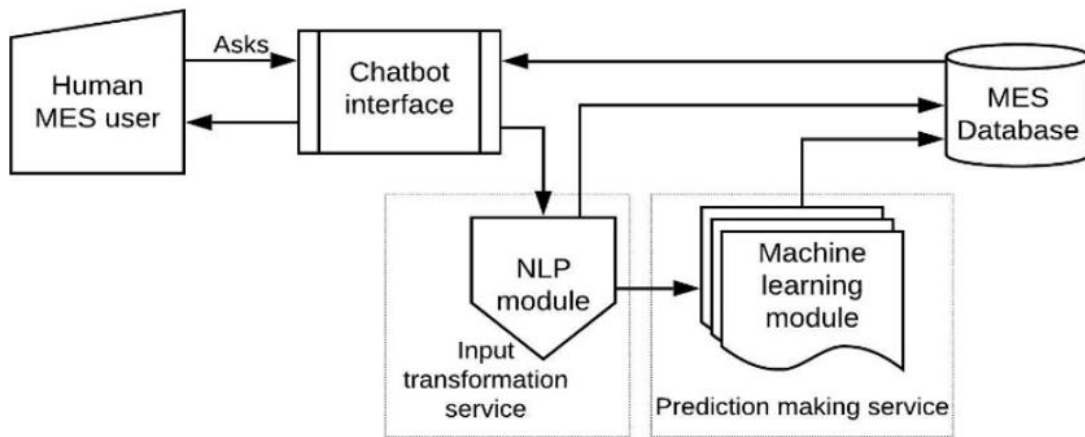 Asks
Human
MES user
Chatbot
interface
MES
Database
NLP
module
Input
transformation
service
Machine
learning
module
Prediction making service